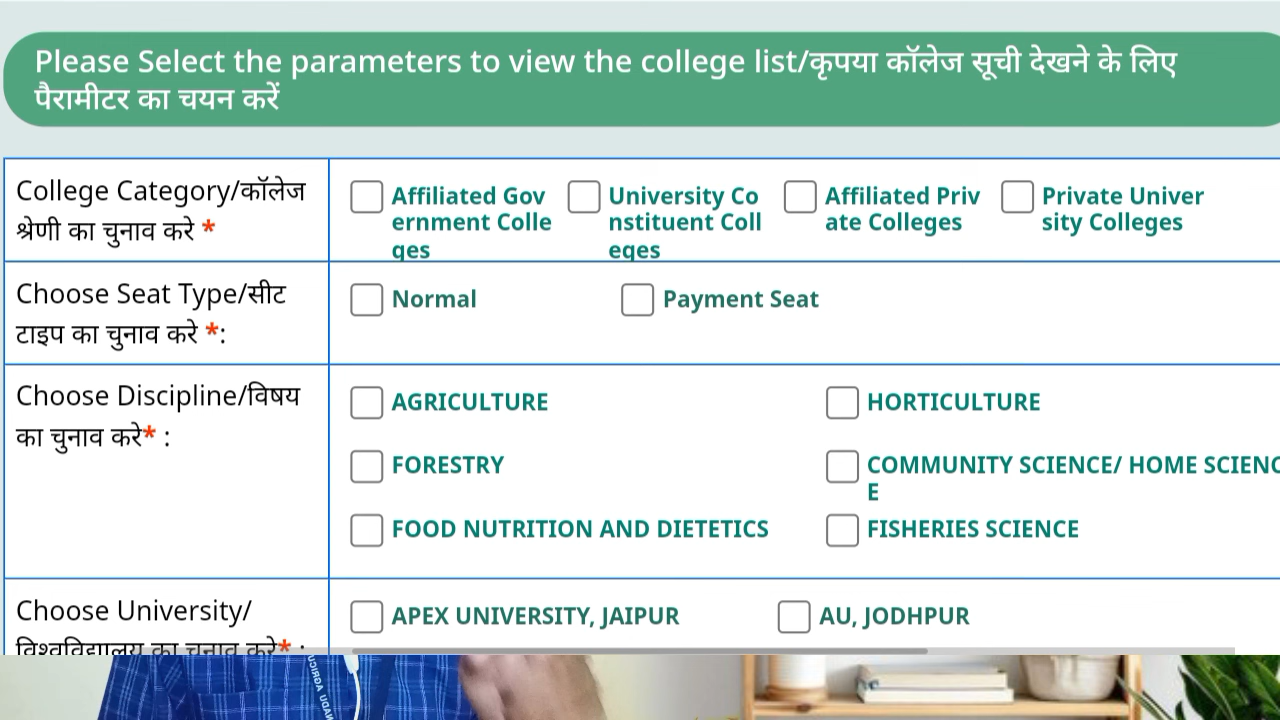 Please Select the parameters to view the college list/कृपया कॉलेज सूची देखने के लिए
पैरामीटर का चयन करें
College Category/कॉलेज
श्रेणी का चुनाव करे *
Affiliated Gov
ernment Colle
ges
University Co
nstituent Coll
eges
Affiliated Priv
ate Colleges
Private Univer
sity Colleges
Choose Seat Type/सीट
टाइप का चुनाव करे *:
Normal
Payment Seat
Choose Discipline/विषय
का चुनाव करे* :
AGRICULTURE
HORTICULTURE
FORESTRY
COMMUNITY SCIENCE/ HOME SCIENC
E
FOOD NUTRITION AND DIETETICS
FISHERIES SCIENCE
Choose University/
विश्वविद्यालय का चुनाव करे* :
APEX UNIVERSITY, JAIPUR
AU, JODHPUR